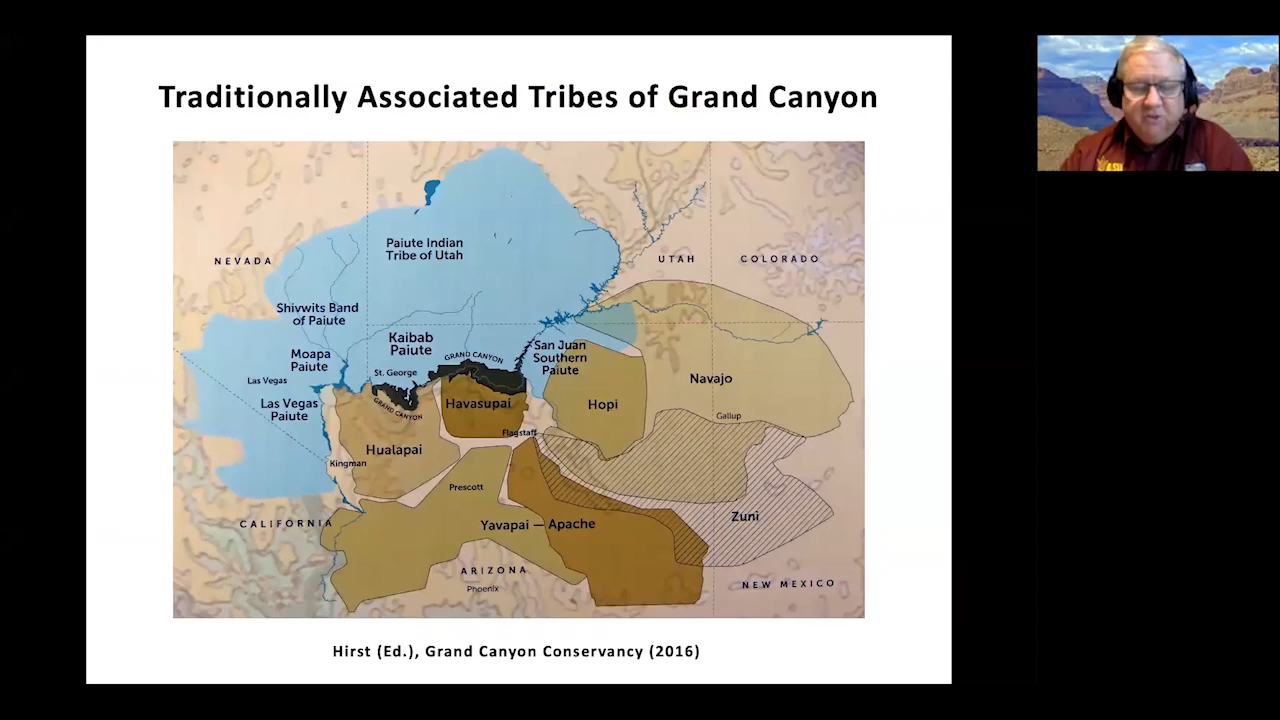 Traditionally Associated Tribes of Grand Canyon
NEVADA
Paiute Indian
Tribe of Utah
UTAH
COLORADO
Shivwits Band
of Paiute
Kaibab
Paiute
GRAND CANYON
San Juan
Southern
Paiute
Moapa
Paiute
St. George
Las Vegas
Navajo
Las Vegas
Paiute
GRAND CANYON
Havasupai
Hopi
Gallup
Flagstaff
Hualapai
Kingman
Prescott
CALIFORNIA
Yavapai — Apache
Zuni
ARIZONA
Phoenix
NEW MEXICO
Hirst (Ed.), Grand Canyon Conservancy (2016)
ASU